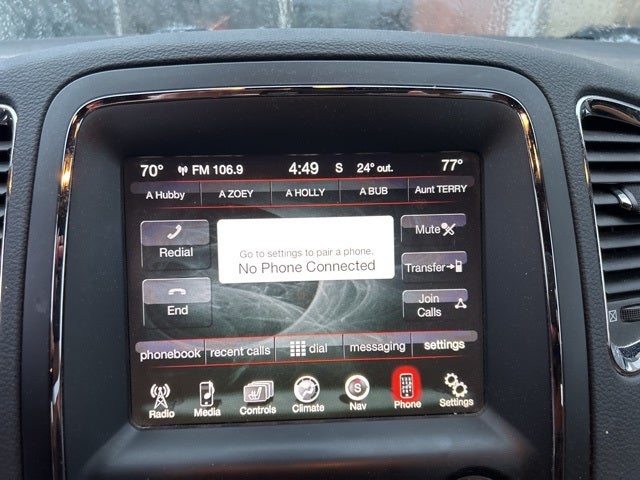 70° FM 106.9 4:49 S 24° out. 77°
A Hubby A ZOEY A HOLLY A BUB Aunt TERRY
Redial
Go to settings to pair a phone.
No Phone Connected
Mute
Transfer
End
Join
Calls
phonebook recent calls dial messaging settings
Radio Media Controls Climate S Nav Phone Settings